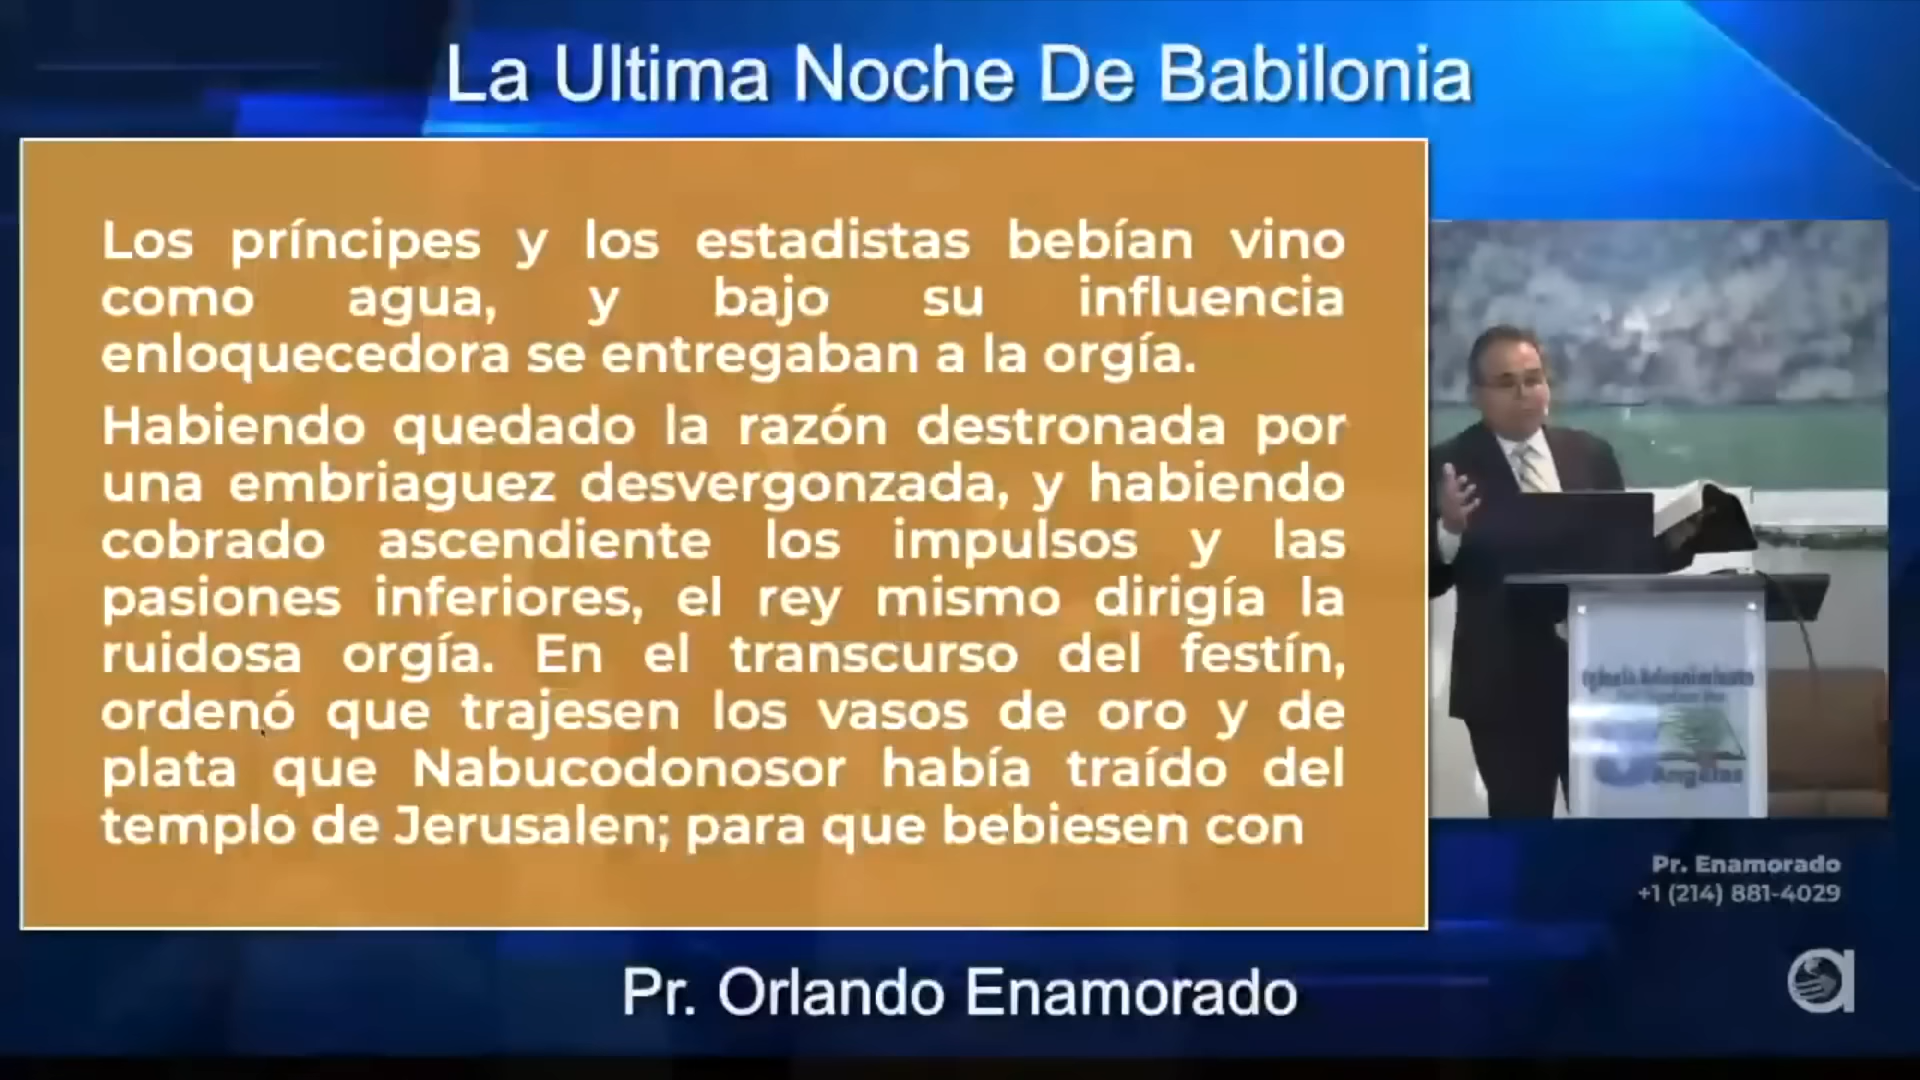 La Ultima Noche De Babilonia
Los príncipes y los estadistas bebían vino
como agua, y bajo su influencia
enloquecedora se entregaban a la orgía.
Habiendo quedado la razón destronada por
una embriaguez desvergonzada, y habiendo
cobrado ascendiente los impulsos y las
pasiones inferiores, el rey mismo dirigía la
ruidosa orgía. En el transcurso del festín,
ordenó que trajesen los vasos de oro y de
plata que Nabucodonosor había traído del
templo de Jerusalen; para que bebiesen con
3
Angeles
Pr. Enamorado
+1 (214) 881-4029
Pr. Orlando Enamorado